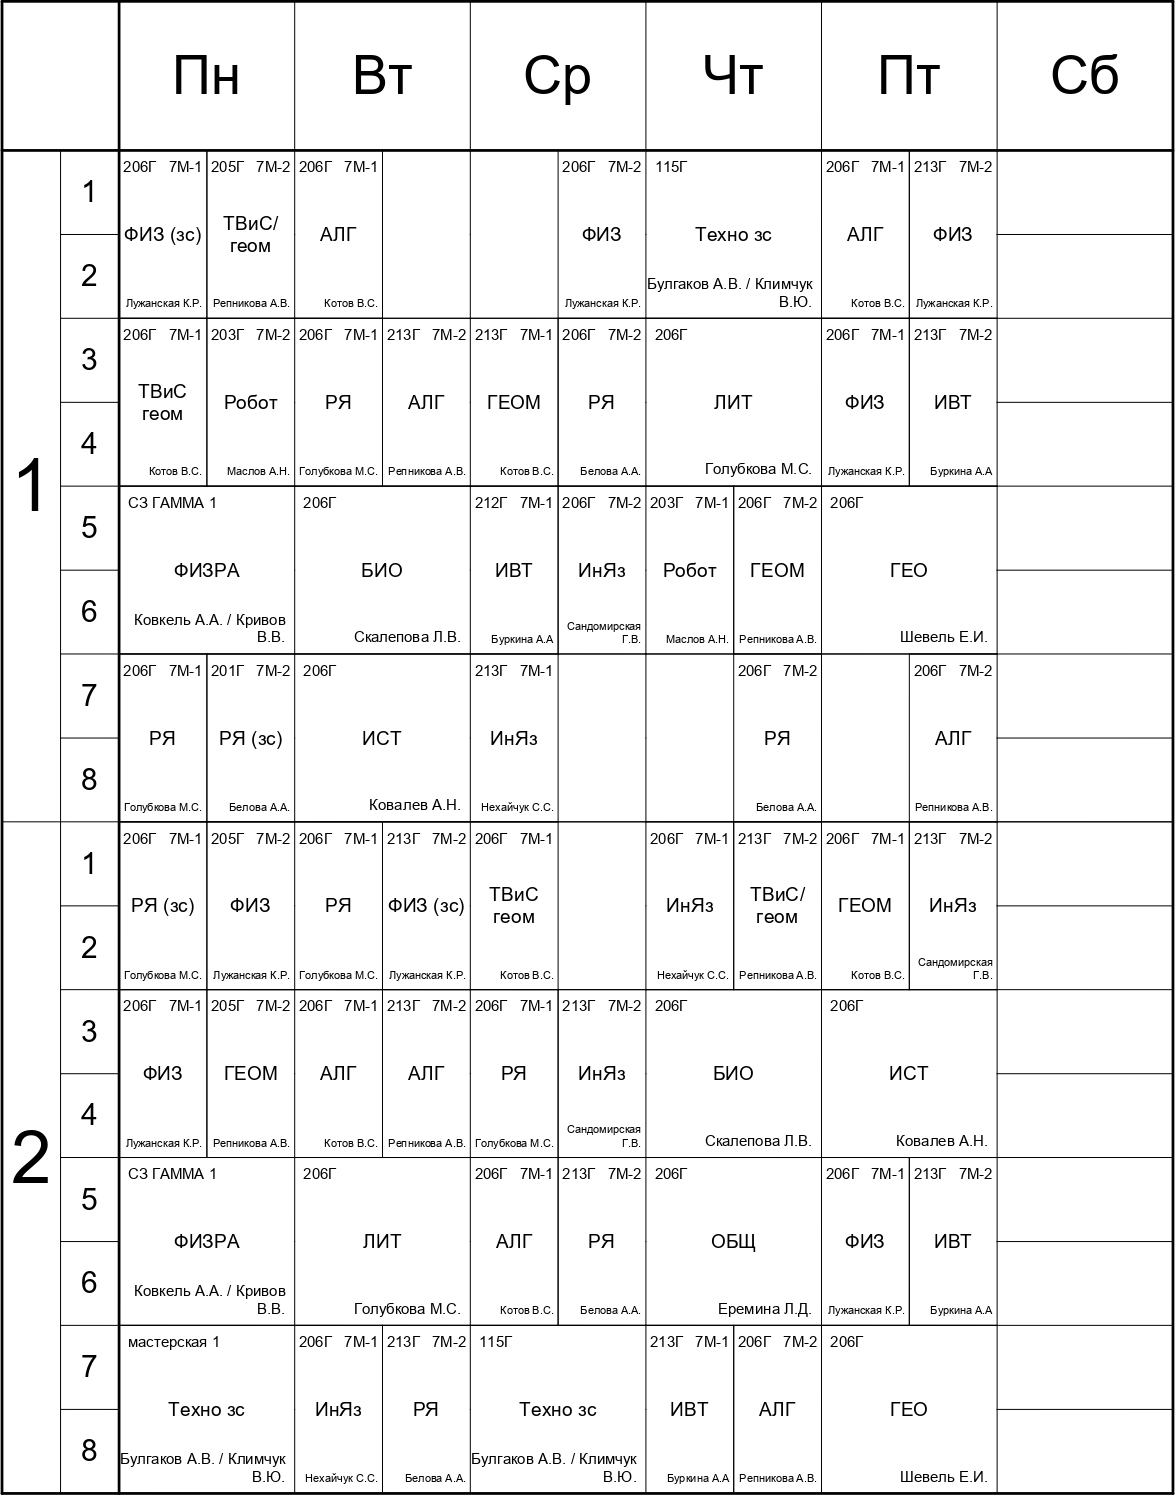 Пн Вт Ср Чт Пт Сб
1
1
2
206Г 7М-1
ФИЗ (зс)
Лужанская К.Р.
205Г 7М-2
ТВиС/
геом
Репникова А.В.
206Г 7М-1
АЛГ
Котов В.С.
206Г 7М-2
ФИЗ
Лужанская К.Р.
115Г
Техно зс
Булгаков А.В. / Климчук
В.Ю.
206Г 7М-1
АЛГ
Котов В.С.
213Г 7М-2
ФИЗ
Лужанская К.Р.
3
4
206Г 7М-1
ТВиС
геом
Котов В.С.
203Г 7М-2
Робот
Маслов А.Н.
206Г 7М-1
РЯ
Голубкова М.С.
213Г 7М-2
АЛГ
Репникова А.В.
213Г 7М-1
ГЕОМ
Котов В.С.
206Г 7М-2
РЯ
Белова А.А.
206Г
ЛИТ
Голубкова М.С.
206Г 7М-1
ФИЗ
Лужанская К.Р.
213Г 7М-2
ИВТ
Буркина А.А
5
6
СЗ ГАММА 1
ФИЗРА
Ковкель А.А. / Кривов
В.В.
206Г
БИО
Скалепова Л.В.
212Г 7М-1
ИВТ
Буркина А.А
206Г 7М-2
ИнЯз
Сандомирская
Г.В.
203Г 7М-1
Робот
Маслов А.Н.
206Г 7М-2
ГЕОМ
Репникова А.В.
206Г
ГЕО
Шевель Е.И.
7
8
206Г 7М-1
РЯ
Голубкова М.С.
201Г 7М-2
РЯ (зс)
Белова А.А.
206Г
ИСТ
Ковалев А.Н.
213Г 7М-1
ИнЯз
Нехайчук С.С.
206Г 7М-2
РЯ
Белова А.А.
206Г 7М-2
АЛГ
Репникова А.В.
2
1
2
206Г 7М-1
РЯ (зс)
Голубкова М.С.
205Г 7М-2
ФИЗ
Лужанская К.Р.
206Г 7М-1
РЯ
Голубкова М.С.
213Г 7М-2
ФИЗ (зс)
Лужанская К.Р.
206Г 7М-1
ТВиС
геом
Котов В.С.
206Г 7М-1
ИнЯз
Нехайчук С.С.
213Г 7М-2
ТВиС/
геом
Репникова А.В.
206Г 7М-1
ГЕОМ
Котов В.С.
213Г 7М-2
ИнЯз
Сандомирская
Г.В.
3
4
206Г 7М-1
ФИЗ
Лужанская К.Р.
205Г 7М-2
ГЕОМ
Репникова А.В.
206Г 7М-1
АЛГ
Котов В.С.
213Г 7М-2
АЛГ
Репникова А.В.
206Г 7М-1
РЯ
Голубкова М.С.
213Г 7М-2
ИнЯз
Сандомирская
Г.В.
206Г
БИО
Скалепова Л.В.
206Г
ИСТ
Ковалев А.Н.
5
6
СЗ ГАММА 1
ФИЗРА
Ковкель А.А. / Кривов
В.В.
206Г
ЛИТ
Голубкова М.С.
206Г 7М-1
АЛГ
Котов В.С.
213Г 7М-2
РЯ
Белова А.А.
206Г
ОБЩ
Еремина Л.Д.
206Г 7М-1
ФИЗ
Лужанская К.Р.
213Г 7М-2
ИВТ
Буркина А.А
7
8
мастерская 1
Техно зс
Булгаков А.В. / Климчук
В.Ю.
206Г 7М-1
ИнЯз
Нехайчук С.С.
213Г 7М-2
РЯ
Белова А.А.
115Г
Техно зс
Булгаков А.В. / Климчук
В.Ю.
213Г 7М-1
ИВТ
Буркина А.А
206Г 7М-2
АЛГ
Репникова А.В.
206Г
ГЕО
Шевель Е.И.